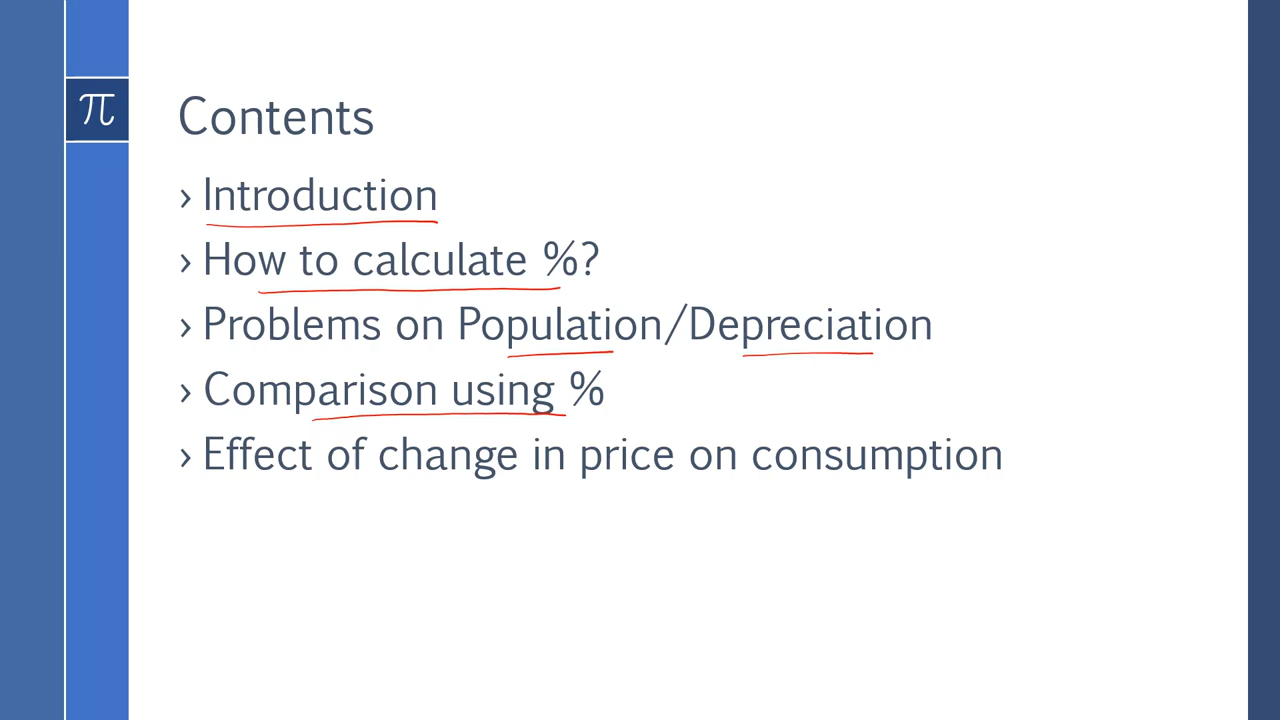 π
Contents
› Introduction
› How to calculate %?
› Problems on Population/Depreciation
› Comparison using %
› Effect of change in price on consumption